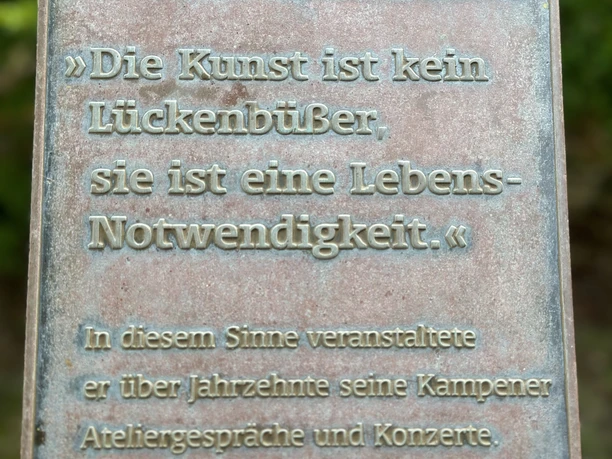 »Die Kunst ist kein
Lückenbüßer,
sie ist eine Lebens-
Notwendigkeit.«
In diesem Sinne veranstaltete
er über Jahrzehnte seine Kampener
Ateliergespräche und Konzerte.